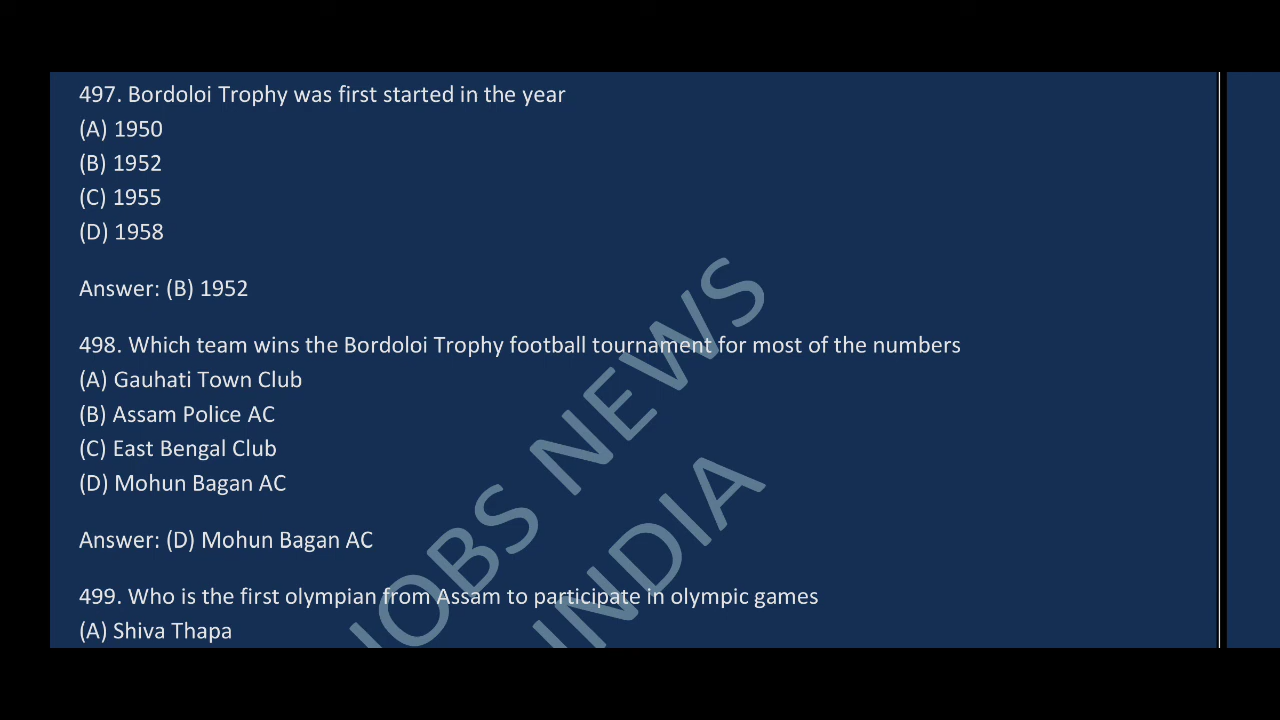 497. Bordoloi Trophy was first started in the year
(A) 1950
(B) 1952
(C) 1955
(D) 1958
Answer: (B) 1952
498. Which team wins the Bordoloi Trophy football tournament for most of the numbers
(A) Gauhati Town Club
(B) Assam Police AC
(C) East Bengal Club
(D) Mohun Bagan AC
Answer: (D) Mohun Bagan AC
499. Who is the first olympian from Assam to participate in olympic games
(A) Shiva Thapa
JOBS NEWS
INDIA